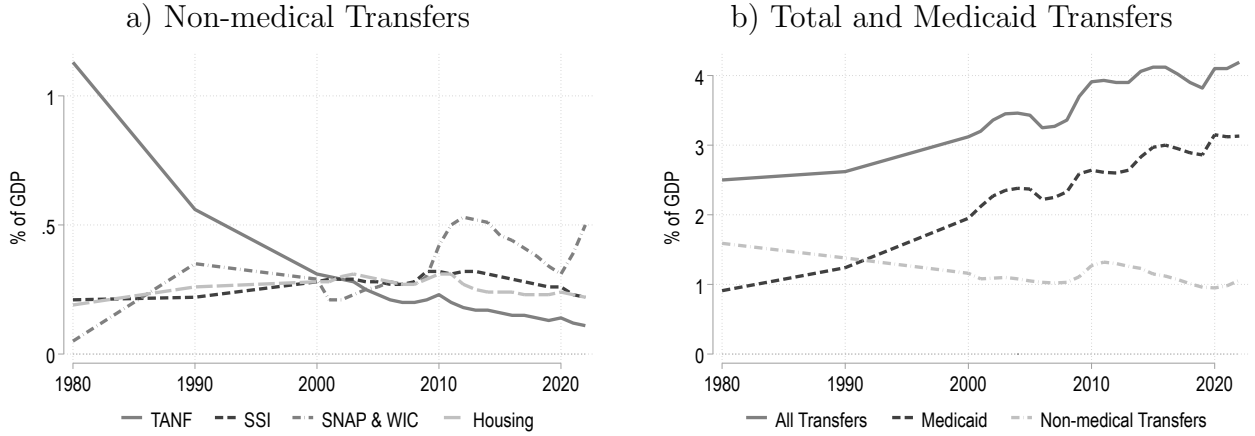 a) Non-medical Transfers
% of GDP
1
.5
0
1980 1990 2000 2010 2020
TANF SSI SNAP & WIC Housing
b) Total and Medicaid Transfers
% of GDP
4
3
2
1
0
1980 1990 2000 2010 2020
All Transfers Medicaid Non-medical Transfers